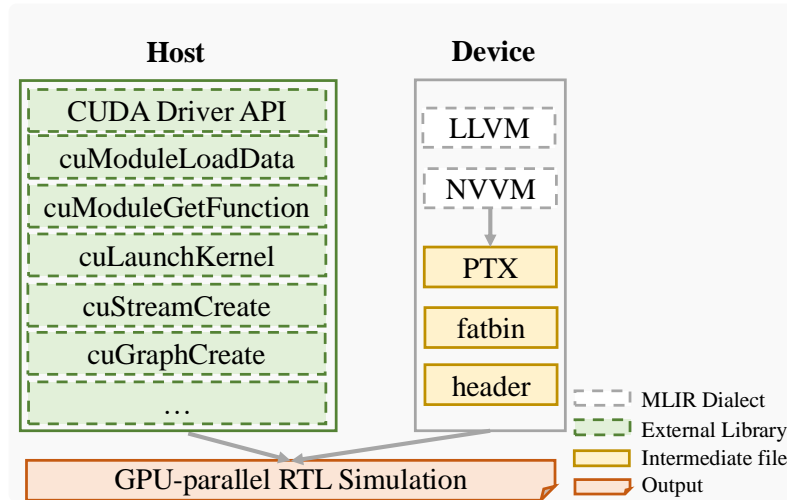 Host
CUDA Driver API
cuModuleLoadData
cuModuleGetFunction
cuLaunchKernel
cuStreamCreate
cuGraphCreate
...
Device
LLVM
NVVM
PTX
fatbin
header
MLIR Dialect
External Library
Intermediate file
Output
GPU-parallel RTL Simulation